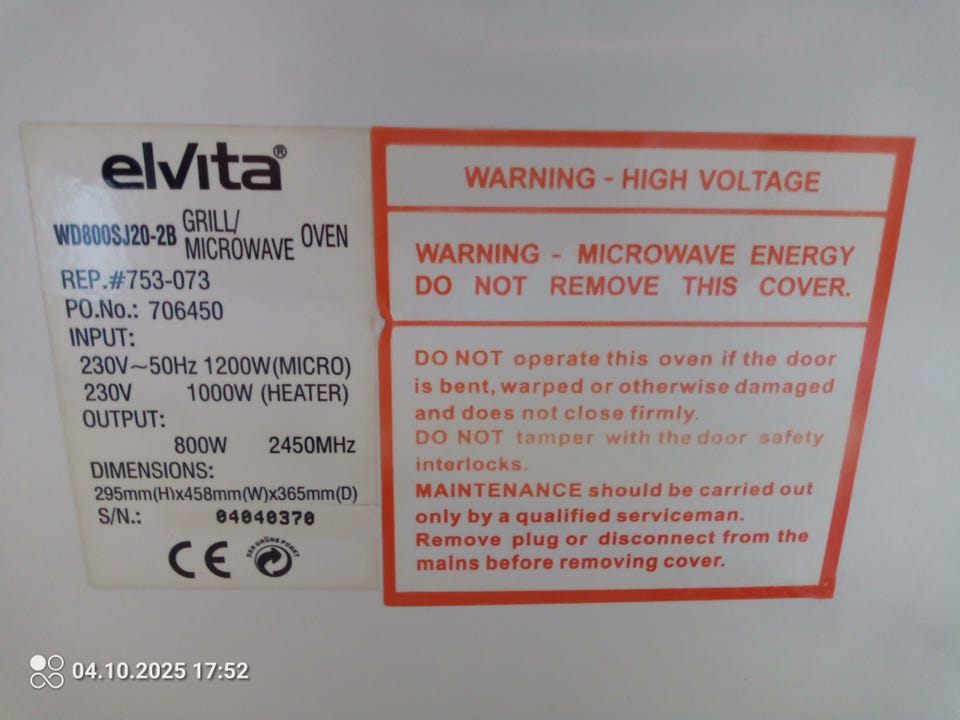 elvita®
WD800SJ20-2B GRILL/MICROWAVE OVEN
REP.#753-073
PO.No.: 706450
INPUT:
230V~50Hz 1200W(MICRO)
230V 1000W (HEATER)
OUTPUT:
800W 2450MHz
DIMENSIONS:
295mm(H)x458mm(W)x365mm(D)
S/N.: 04040370
CE DER GRÜNE PUNKT
WARNING - HIGH VOLTAGE
WARNING - MICROWAVE ENERGY
DO NOT REMOVE THIS COVER.
DO NOT operate this oven if the door
is bent, warped or otherwise damaged
and does not close firmly.
DO NOT tamper with the door safety
interlocks.
MAINTENANCE should be carried out
only by a qualified serviceman.
Remove plug or disconnect from the
mains before removing cover.
04.10.2025 17:52